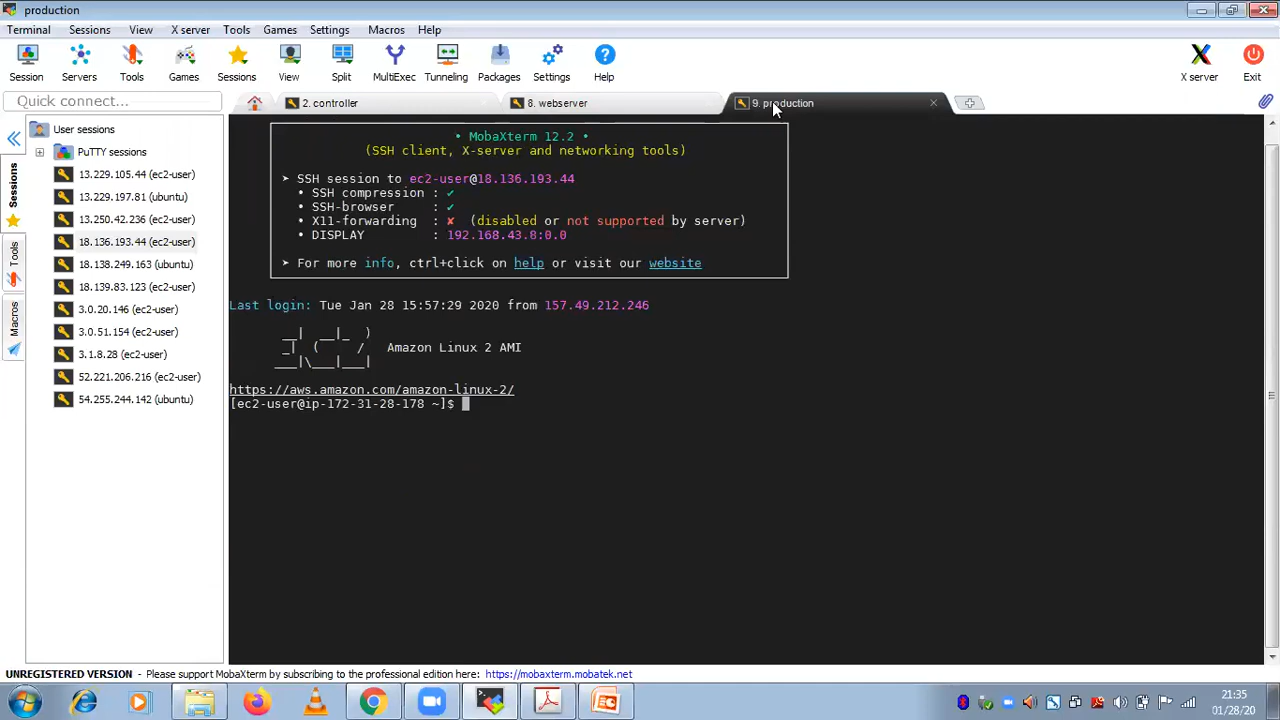 production
Terminal Sessions View X server Tools Games Settings Macros Help
Session Servers Tools Games Sessions View Split MultiExec Tunneling Packages Settings Help X server Exit
Quick connect...
2. controller
8. webserver
9. production
User sessions
PuTTY sessions
13.229.105.44 (ec2-user)
13.229.197.81 (ubuntu)
13.250.42.236 (ec2-user)
18.136.193.44 (ec2-user)
18.138.249.163 (ubuntu)
18.139.83.123 (ec2-user)
3.0.20.146 (ec2-user)
3.0.51.154 (ec2-user)
3.1.8.28 (ec2-user)
52.221.206.216 (ec2-user)
54.255.244.142 (ubuntu)
Sessions
Tools
Macros
• MobaXterm 12.2 •
(SSH client, X-server and networking tools)
➤ SSH session to ec2-user@18.136.193.44
• SSH compression : ✔
• SSH-browser : ✔
• X11-forwarding : ✘ (disabled or not supported by server)
• DISPLAY : 192.168.43.8:0.0
➤ For more info, ctrl+click on help or visit our website
Last login: Tue Jan 28 15:57:29 2020 from 157.49.212.246
__| __|_ )
_| ( / Amazon Linux 2 AMI
___|\___|___|
https://aws.amazon.com/amazon-linux-2/
[ec2-user@ip-172-31-28-178 ~]$
UNREGISTERED VERSION - Please support MobaXterm by subscribing to the professional edition here: https://mobaxterm.mobatek.net
21:35
01/28/20